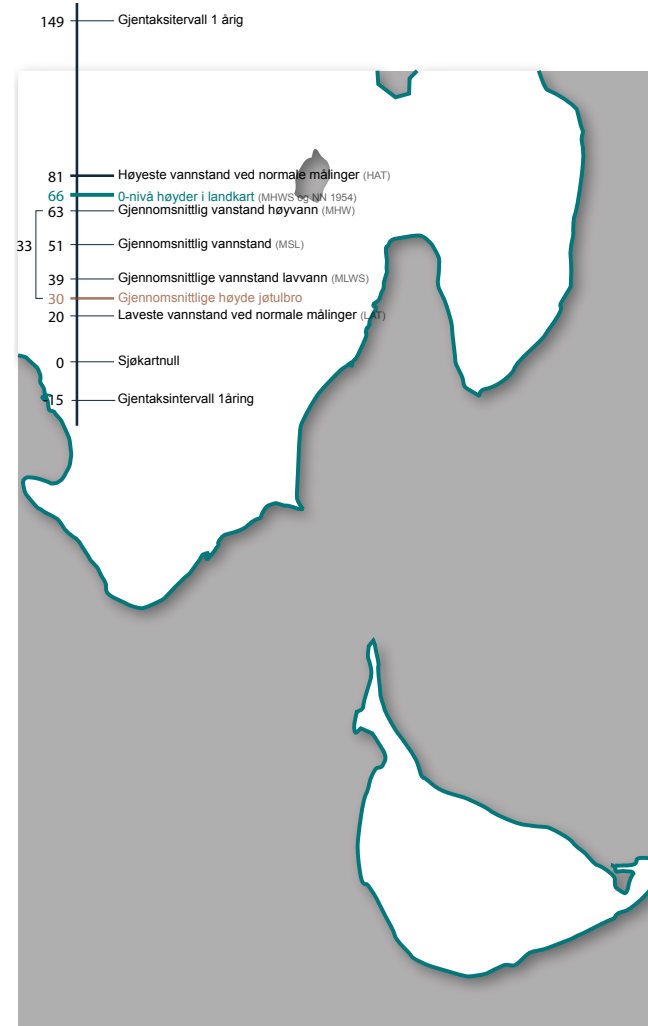 149 Gjentaksitervall 1 årig
81 Høyeste vannstand ved normale målinger (HAT)
66 0-nivå høyder i landkart (MHWS og NN 1954)
63 Gjennomsnittlig vanstand høyvann (MHW)
33
51 Gjennomsnittlig vannstand (MSL)
39 Gjennomsnittlige vannstand lavvann (MLWS)
30 Gjennomsnittlige høyde jøtulbro
20 Laveste vannstand ved normale målinger (LAT)
0 Sjøkartnull
-15 Gjentaksintervall 1åring